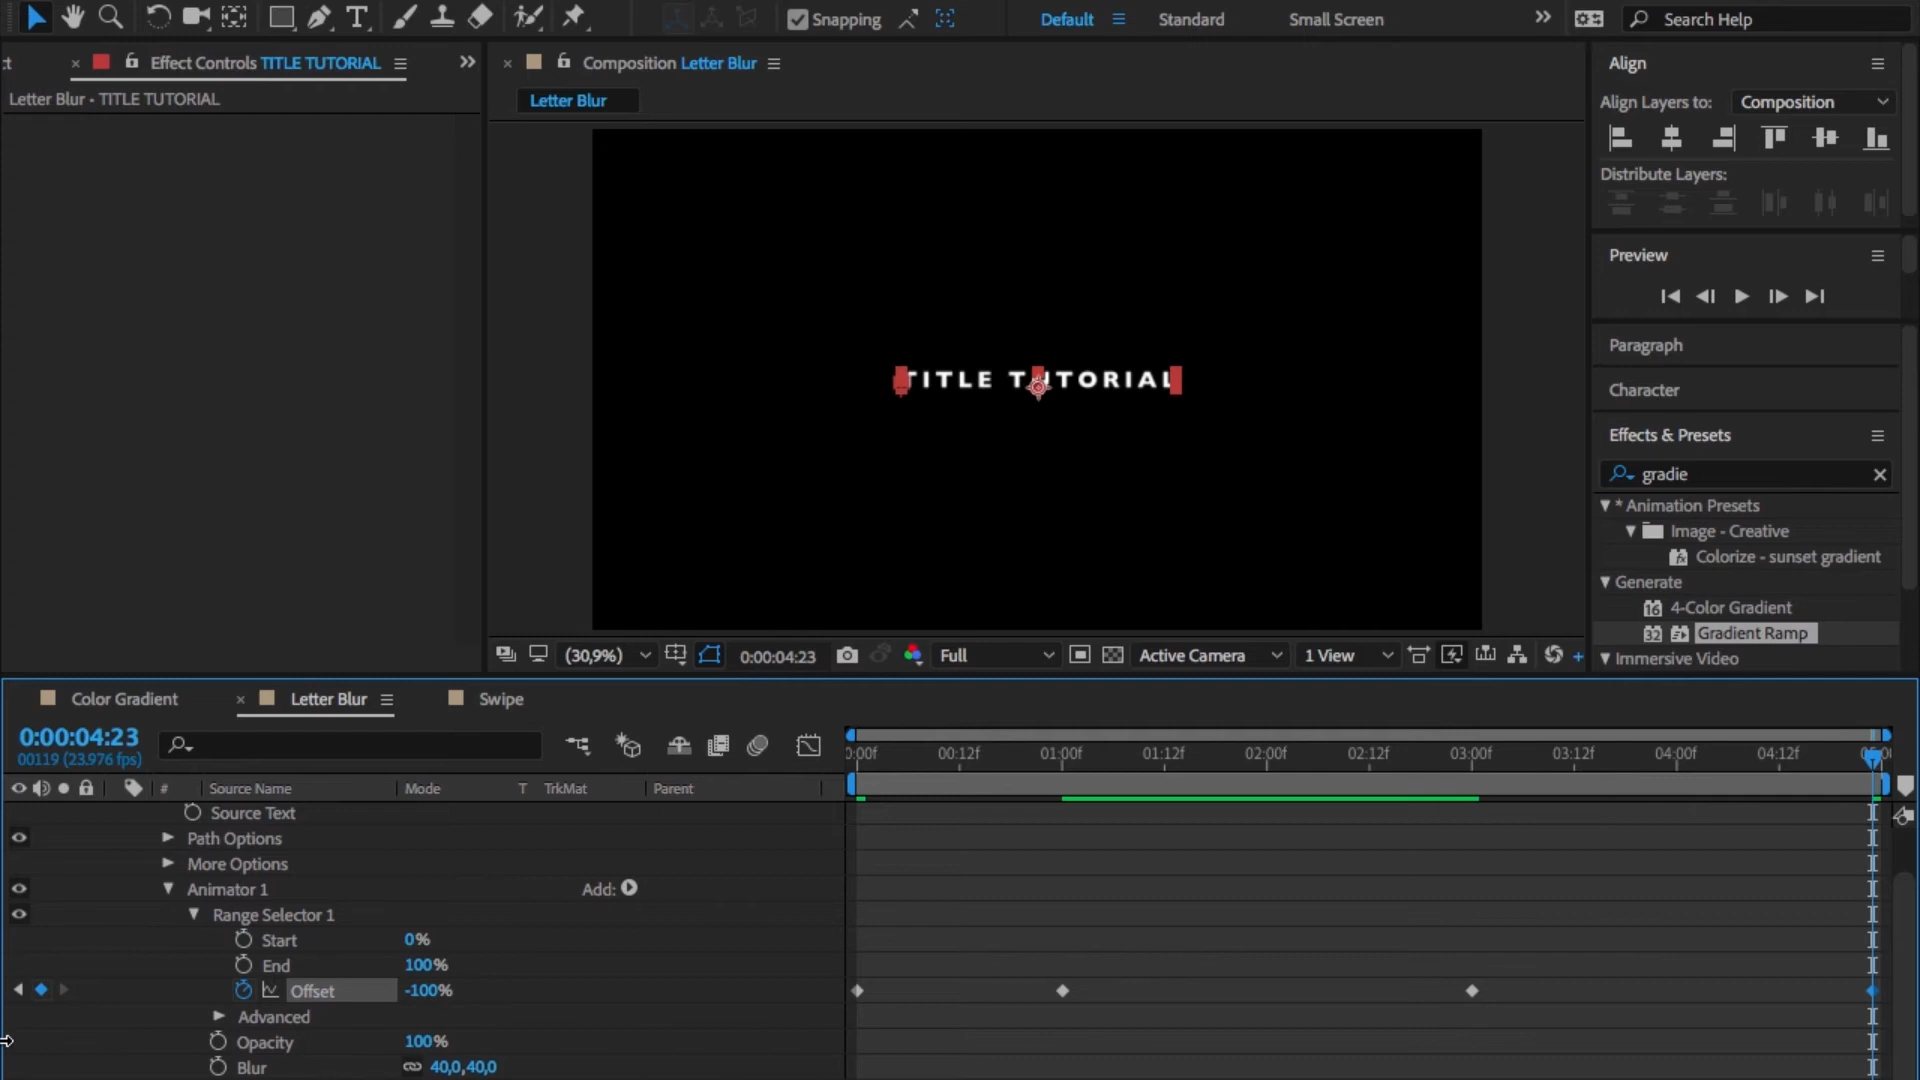 Snapping
Default
Standard
Small Screen
Search Help
Effect Controls TITLE TUTORIAL
Letter Blur • TITLE TUTORIAL
Composition Letter Blur
Letter Blur
TITLE TUTORIAL
(30,9%)
0:00:04:23
Full
Active Camera
1 View
Align
Align Layers to:
Composition
Distribute Layers:
Preview
Paragraph
Character
Effects & Presets
gradie
* Animation Presets
Image - Creative
Colorize - sunset gradient
Generate
16 4-Color Gradient
32 Gradient Ramp
Immersive Video
Color Gradient
Letter Blur
Swipe
0:00:04:23
00119 (23.976 fps)
00:12f 01:00f 01:12f 02:00f 02:12f 03:00f 03:12f 04:00f 04:12f
# Source Name Mode T TrkMat Parent
Source Text
Path Options
More Options
Animator 1 Add:
Range Selector 1
Start 0%
End 100%
Offset -100%
Advanced
Opacity 100%
Blur 40,0,40,0